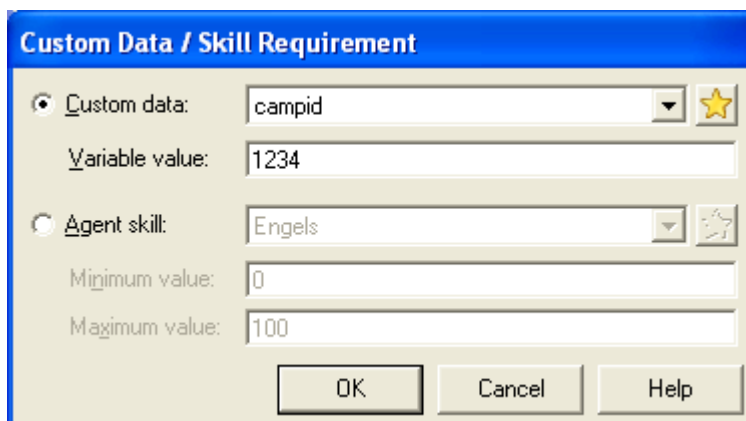 Custom Data / Skill Requirement
Custom data: campid
Variable value: 1234
Agent skill: Engels
Minimum value: 0
Maximum value: 100
OK Cancel Help